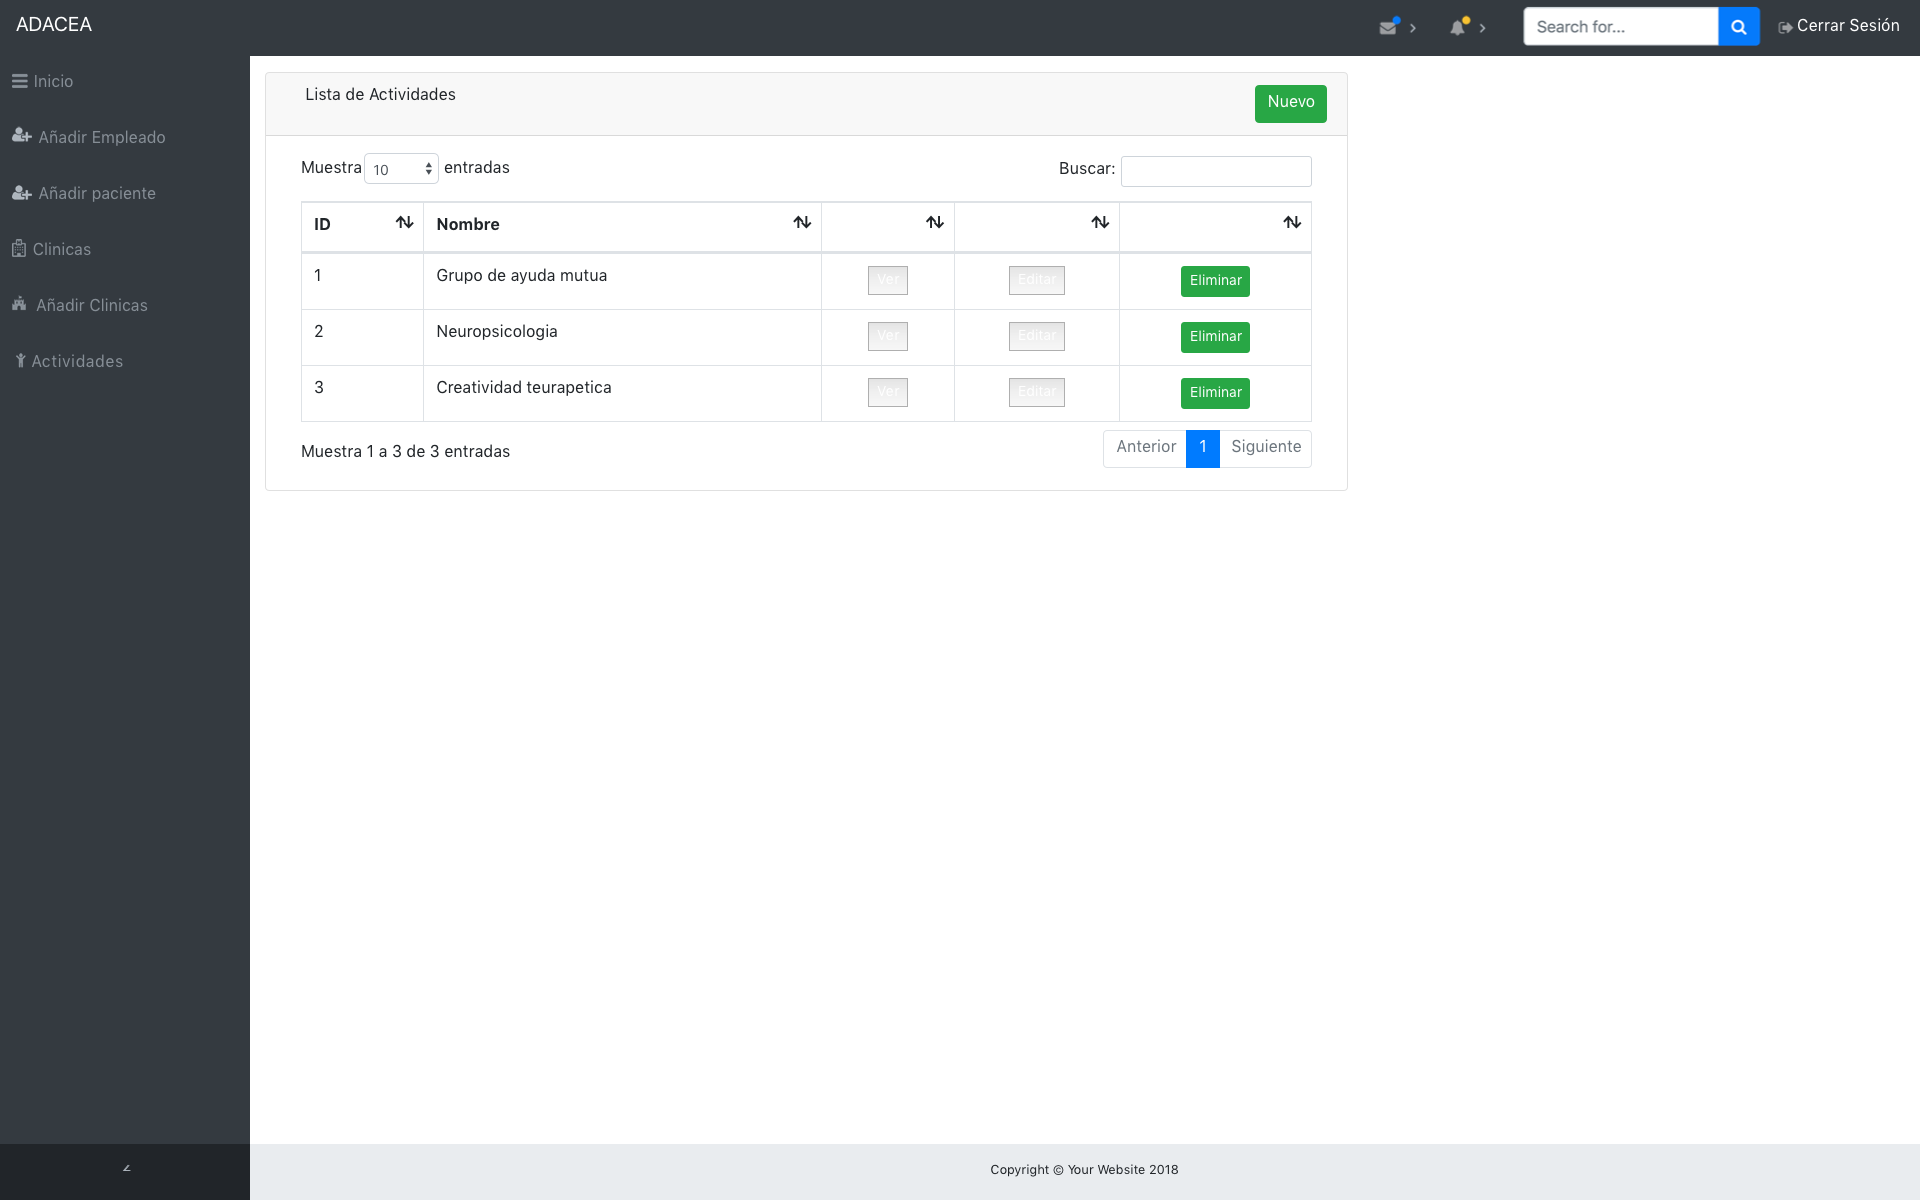 ADACEA
Search for...
Cerrar Sesión
Inicio
Añadir Empleado
Añadir paciente
Clinicas
Añadir Clinicas
Actividades
Lista de Actividades
Nuevo
Muestra 10 entradas
Buscar:
ID Nombre
1 Grupo de ayuda mutua Ver Editar Eliminar
2 Neuropsicologia Ver Editar Eliminar
3 Creatividad teurapetica Ver Editar Eliminar
Muestra 1 a 3 de 3 entradas
Anterior 1 Siguiente
Copyright © Your Website 2018